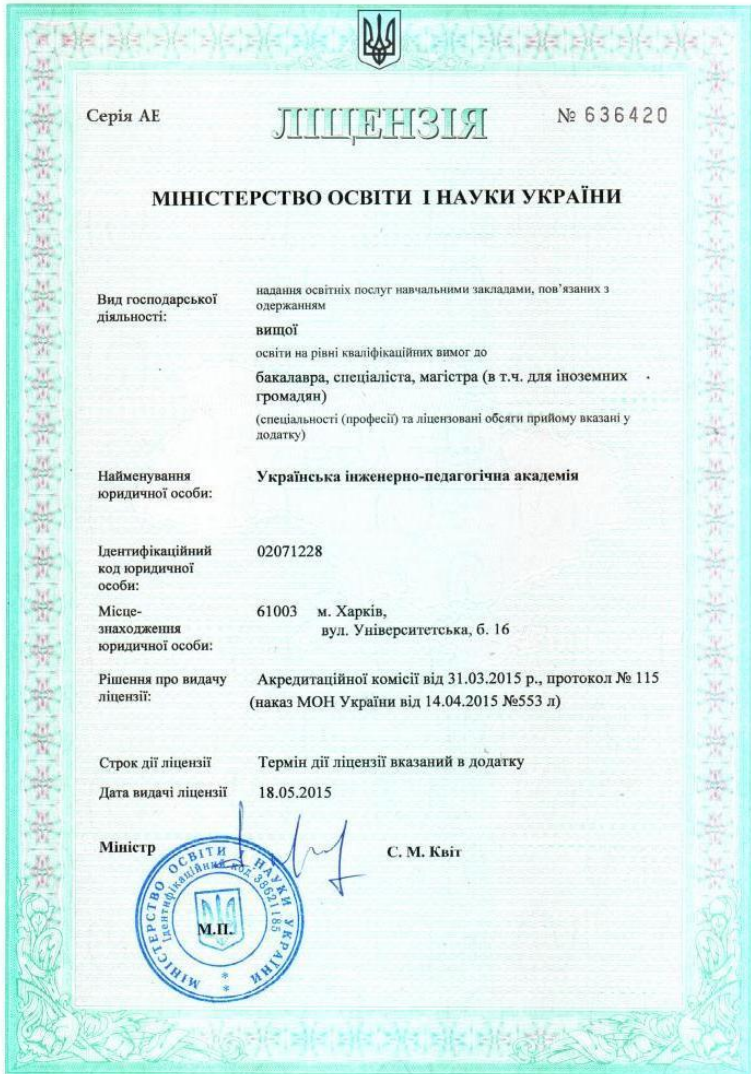 Серія АЕ
ЛІЦЕНЗІЯ
№ 636420
МІНІСТЕРСТВО ОСВІТИ І НАУКИ УКРАЇНИ
Вид господарської
діяльності:
надання освітніх послуг навчальними закладами, пов’язаних з
одержанням
вищої
освіти на рівні кваліфікаційних вимог до
бакалавра, спеціаліста, магістра (в т.ч. для іноземних
громадян)
(спеціальності (професії) та ліцензовані обсяги прийому вказані у
додатку)
Найменування
юридичної особи:
Українська інженерно-педагогічна академія
Ідентифікаційний
код юридичної
особи:
02071228
Місце-
знаходження
юридичної особи:
61003 м. Харків,
вул. Університетська, б. 16
Рішення про видачу
ліцензії:
Акредитаційної комісії від 31.03.2015 р., протокол № 115
(наказ МОН України від 14.04.2015 №553 л)
Строк дії ліцензії
Термін дії ліцензії вказаний в додатку
Дата видачі ліцензії
18.05.2015
Міністр
С. М. Квіт
МІНІСТЕРСТВО ОСВІТИ І НАУКИ УКРАЇНИ
Ідентифікаційний код 38621185
М.П.
ЛІЦЕНЗІЯ